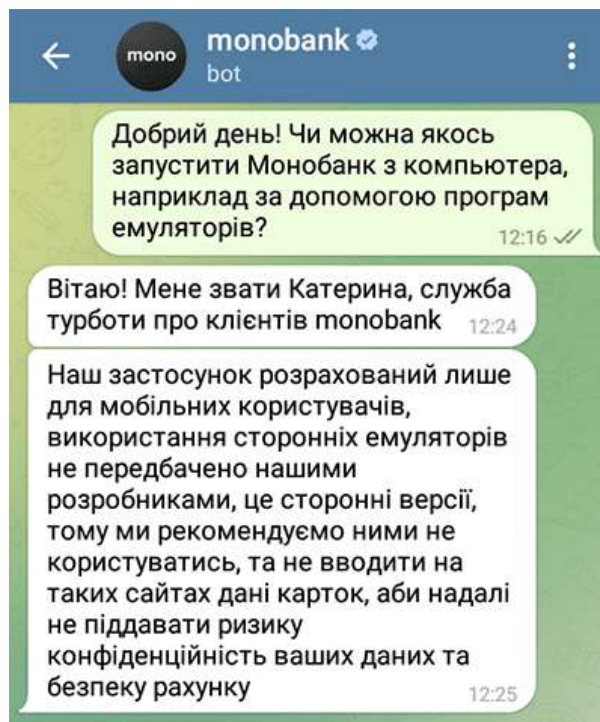 monobank
mono
bot
Добрий день! Чи можна якось
запустити Монобанк з компьютера,
наприклад за допомогою програм
емуляторів?
12:16
Вітаю! Мене звати Катерина, служба
турботи про клієнтів monobank 12:24
Наш застосунок розрахований лише
для мобільних користувачів,
використання сторонніх емуляторів
не передбачено нашими
розробниками, це сторонні версії,
тому ми рекомендуємо ними не
користуватись, та не вводити на
таких сайтах дані карток, аби надалі
не піддавати ризику
конфіденційність ваших даних та
безпеку рахунку 12:25